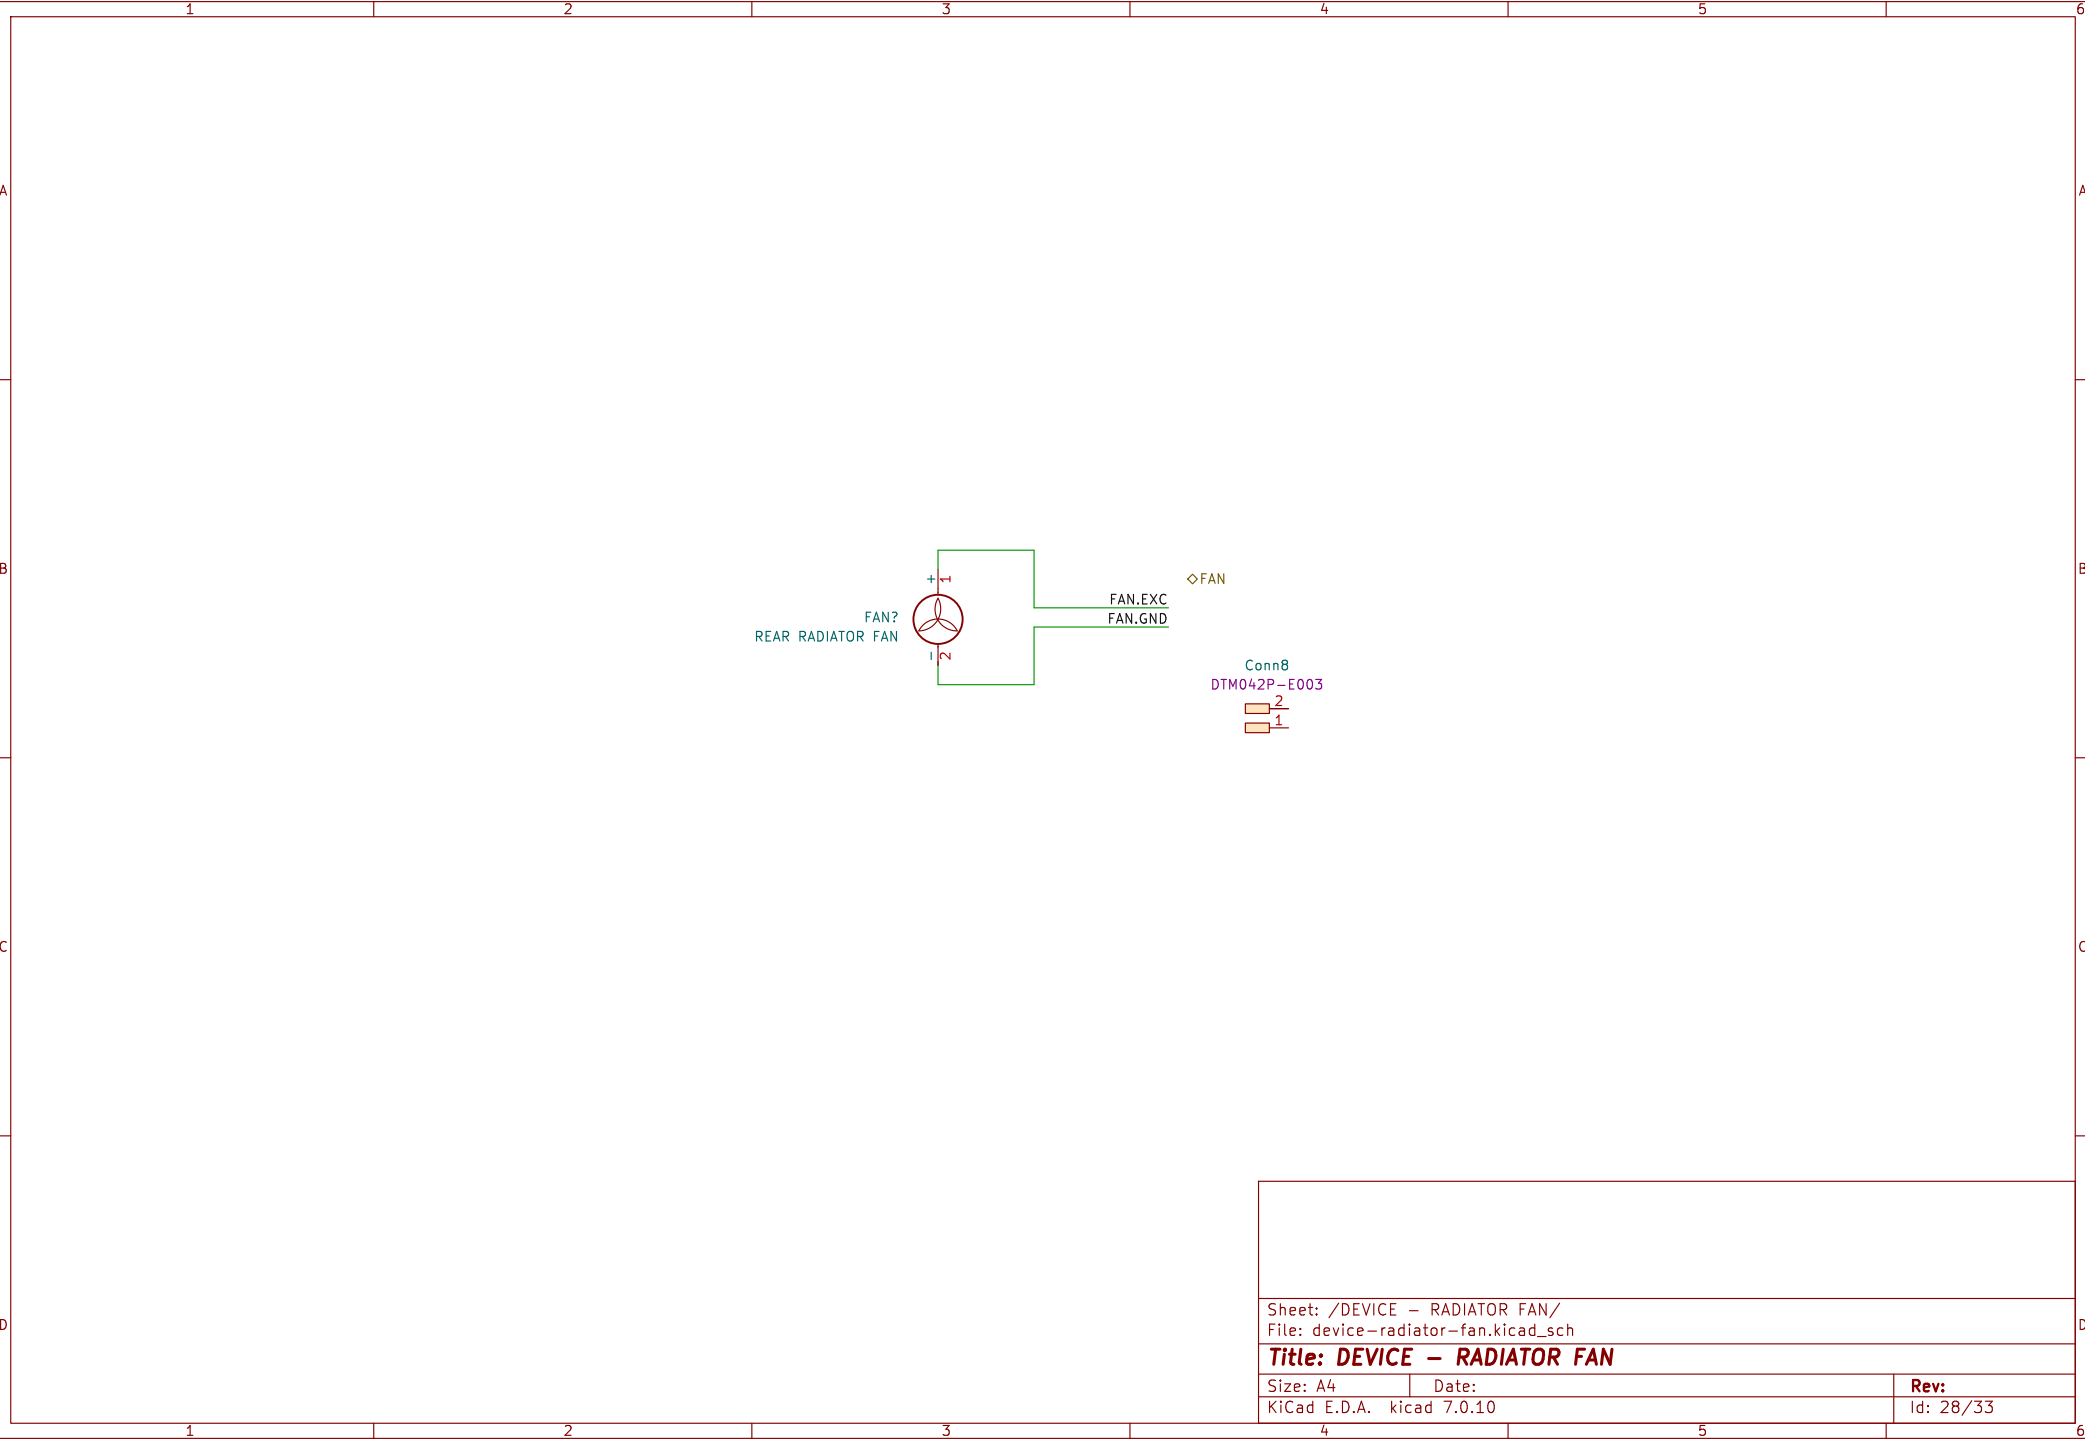 1 2 3 4 5 6
A A
B B
+ 1
FAN
FAN.EXC
FAN?
FAN.GND
REAR RADIATOR FAN
− 2
Conn8
DTM042P-E003
2
1
C C
Sheet: /DEVICE - RADIATOR FAN/
D D
File: device-radiator-fan.kicad_sch
Title: DEVICE - RADIATOR FAN
Size: A4 Date: Rev:
KiCad E.D.A. kicad 7.0.10 Id: 28/33
1 2 3 4 5 6